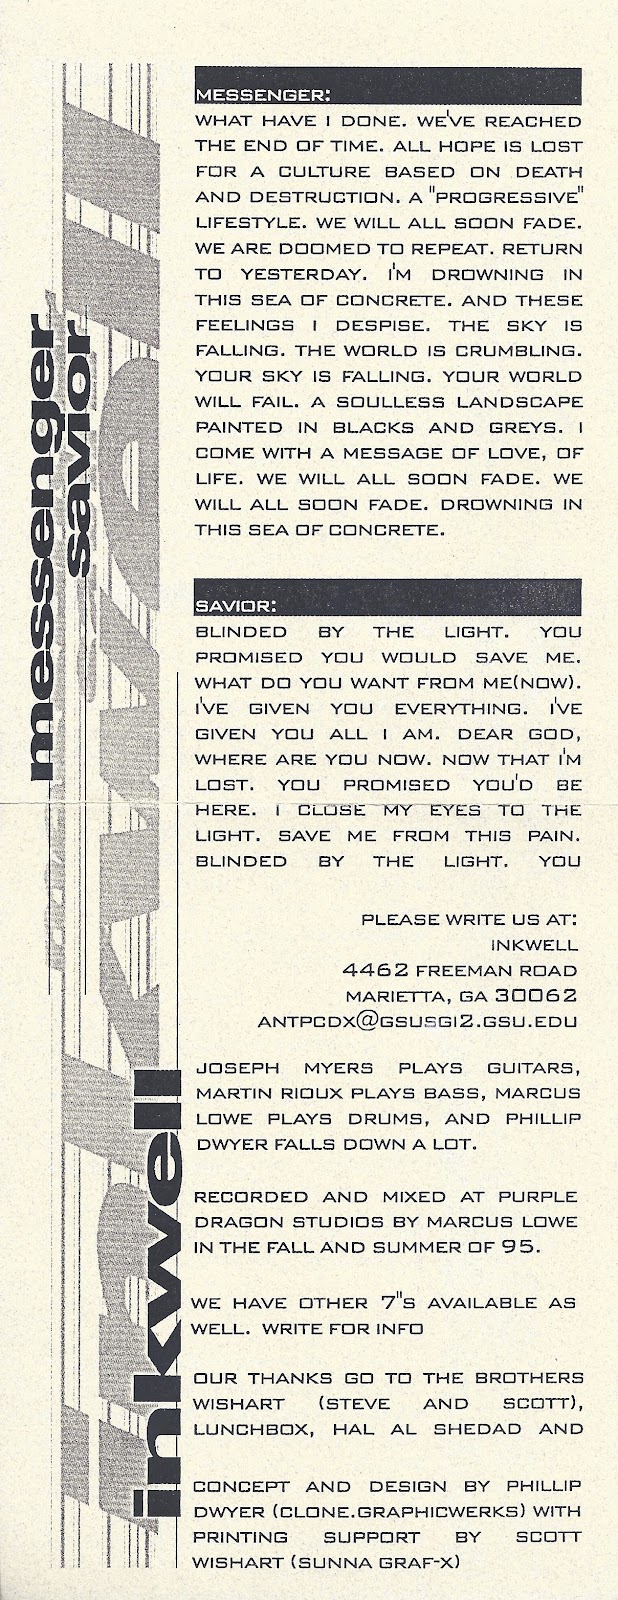 messenger
savior
inkwell
MESSENGER:
WHAT HAVE I DONE. WE'VE REACHED
THE END OF TIME. ALL HOPE IS LOST
FOR A CULTURE BASED ON DEATH
AND DESTRUCTION. A "PROGRESSIVE"
LIFESTYLE. WE WILL ALL SOON FADE.
WE ARE DOOMED TO REPEAT. RETURN
TO YESTERDAY. I'M DROWNING IN
THIS SEA OF CONCRETE. AND THESE
FEELINGS I DESPISE. THE SKY IS
FALLING. THE WORLD IS CRUMBLING.
YOUR SKY IS FALLING. YOUR WORLD
WILL FAIL. A SOULLESS LANDSCAPE
PAINTED IN BLACKS AND GREYS. I
COME WITH A MESSAGE OF LOVE, OF
LIFE. WE WILL ALL SOON FADE. WE
WILL ALL SOON FADE. DROWNING IN
THIS SEA OF CONCRETE.
SAVIOR:
BLINDED BY THE LIGHT. YOU
PROMISED YOU WOULD SAVE ME.
WHAT DO YOU WANT FROM ME(NOW).
I'VE GIVEN YOU EVERYTHING. I'VE
GIVEN YOU ALL I AM. DEAR GOD,
WHERE ARE YOU NOW. NOW THAT I'M
LOST. YOU PROMISED YOU'D BE
HERE. I CLOSE MY EYES TO THE
LIGHT. SAVE ME FROM THIS PAIN.
BLINDED BY THE LIGHT. YOU
PLEASE WRITE US AT:
INKWELL
4462 FREEMAN ROAD
MARIETTA, GA 30062
ANTPCDX@GSUSGI2.GSU.EDU
JOSEPH MYERS PLAYS GUITARS,
MARTIN RIOUX PLAYS BASS, MARCUS
LOWE PLAYS DRUMS, AND PHILLIP
DWYER FALLS DOWN A LOT.
RECORDED AND MIXED AT PURPLE
DRAGON STUDIOS BY MARCUS LOWE
IN THE FALL AND SUMMER OF 95.
WE HAVE OTHER 7"S AVAILABLE AS
WELL. WRITE FOR INFO
OUR THANKS GO TO THE BROTHERS
WISHART (STEVE AND SCOTT),
LUNCHBOX, HAL AL SHEDAD AND
CONCEPT AND DESIGN BY PHILLIP
DWYER (CLONE.GRAPHICWERKS) WITH
PRINTING SUPPORT BY SCOTT
WISHART (SUNNA GRAF-X)